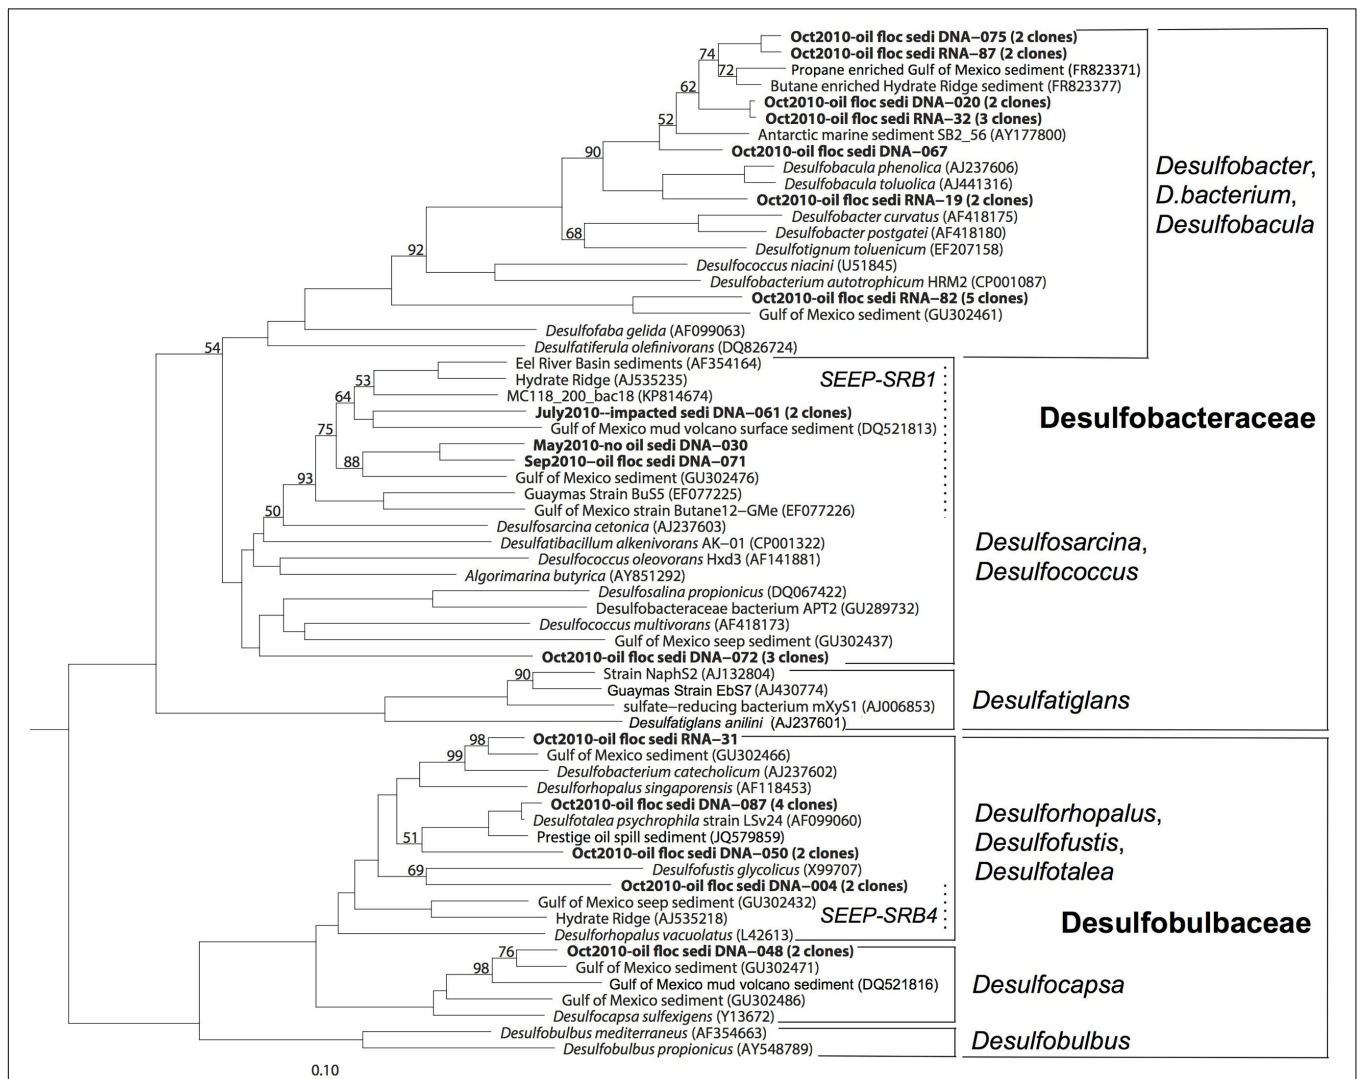 Oct2010-oil floc sedi DNA−075 (2 clones)
74
Oct2010-oil floc sedi RNA−87 (2 clones)
72
Propane enriched Gulf of Mexico sediment (FR823371)
62
Butane enriched Hydrate Ridge sediment (FR823377)
Oct2010-oil floc sedi DNA−020 (2 clones)
52
Oct2010-oil floc sedi RNA−32 (3 clones)
Antarctic marine sediment SB2_56 (AY177800)
90
Oct2010-oil floc sedi DNA−067
Desulfobacula phenolica (AJ237606)
Desulfobacula toluolica (AJ441316)
Oct2010-oil floc sedi RNA−19 (2 clones)
Desulfobacter curvatus (AF418175)
68
Desulfobacter postgatei (AF418180)
92
Desulfotignum toluenicum (EF207158)
Desulfococcus niacini (U51845)
Desulfobacterium autotrophicum HRM2 (CP001087)
Oct2010-oil floc sedi RNA−82 (5 clones)
Gulf of Mexico sediment (GU302461)
Desulfofaba gelida (AF099063)
54
Desulfatiferula olefinivorans (DQ826724)
Desulfobacter,
D.bacterium,
Desulfobacula
Eel River Basin sediments (AF354164)
53
Hydrate Ridge (AJ535235)
SEEP-SRB1
64
MC118_200_bac18 (KP814674)
July2010--impacted sedi DNA−061 (2 clones)
75
Gulf of Mexico mud volcano surface sediment (DQ521813)
May2010-no oil sedi DNA−030
88
Sep2010−oil floc sedi DNA−071
93
Gulf of Mexico sediment (GU302476)
Guaymas Strain BuS5 (EF077225)
50
Gulf of Mexico strain Butane12−GMe (EF077226)
Desulfosarcina cetonica (AJ237603)
Desulfatibacillum alkenivorans AK−01 (CP001322)
Desulfococcus oleovorans Hxd3 (AF141881)
Algorimarina butyrica (AY851292)
Desulfosalina propionicus (DQ067422)
Desulfobacteraceae bacterium APT2 (GU289732)
Desulfococcus multivorans (AF418173)
Gulf of Mexico seep sediment (GU302437)
Oct2010-oil floc sedi DNA−072 (3 clones)
Desulfosarcina,
Desulfococcus
Desulfobacteraceae
90
Strain NaphS2 (AJ132804)
Guaymas Strain EbS7 (AJ430774)
sulfate−reducing bacterium mXyS1 (AJ006853)
Desulfatiglans anilini (AJ237601)
Desulfatiglans
98
Oct2010-oil floc sedi RNA−31
99
Gulf of Mexico sediment (GU302466)
Desulfobacterium catecholicum (AJ237602)
Desulforhopalus singaporensis (AF118453)
Oct2010-oil floc sedi DNA−087 (4 clones)
Desulfotalea psychrophila strain LSv24 (AF099060)
51
Prestige oil spill sediment (JQ579859)
Oct2010-oil floc sedi DNA−050 (2 clones)
69
Desulfofustis glycolicus (X99707)
Oct2010-oil floc sedi DNA−004 (2 clones)
Gulf of Mexico seep sediment (GU302432)
SEEP-SRB4
Hydrate Ridge (AJ535218)
Desulforhopalus vacuolatus (L42613)
Desulforhopalus,
Desulfofustis,
Desulfotalea
Desulfobulbaceae
76
Oct2010-oil floc sedi DNA−048 (2 clones)
98
Gulf of Mexico sediment (GU302471)
Gulf of Mexico mud volcano sediment (DQ521816)
Gulf of Mexico sediment (GU302486)
Desulfocapsa sulfexigens (Y13672)
Desulfocapsa
Desulfobulbus mediterraneus (AF354663)
Desulfobulbus propionicus (AY548789)
Desulfobulbus
0.10